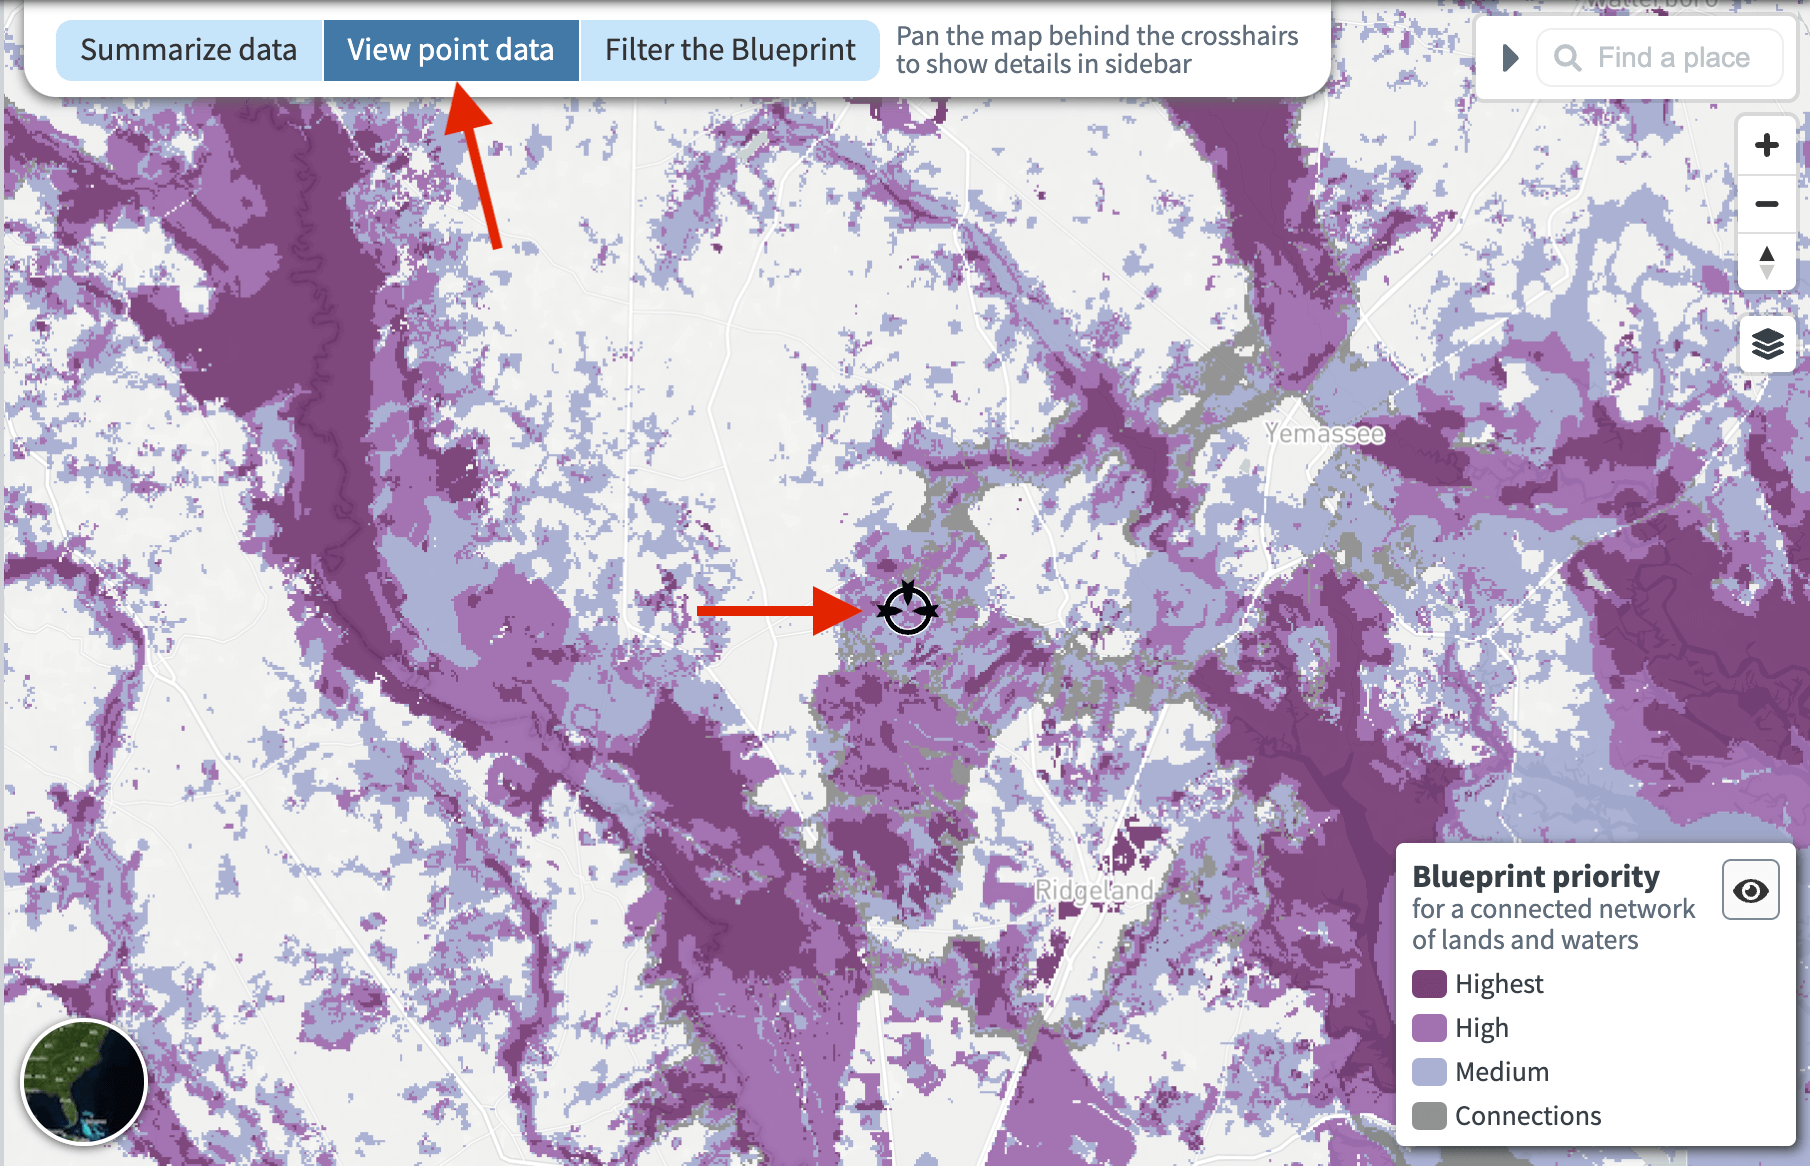 Walterboro
Summarize data
View point data
Filter the Blueprint
Pan the map behind the crosshairs
to show details in sidebar
Find a place
Yemassee
Ridgeland
Blueprint priority
for a connected network
of lands and waters
Highest
High
Medium
Connections